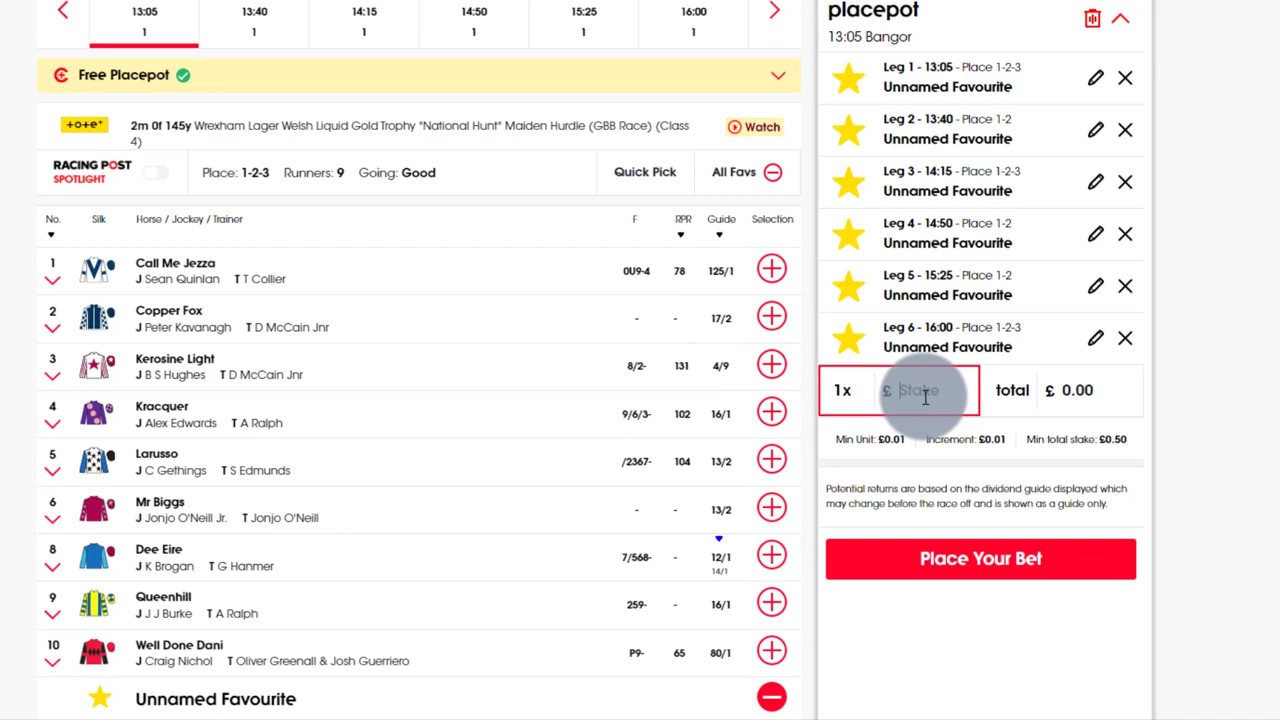 13:05 13:40 14:15 14:50 15:25 16:00
1 1 1 1 1 1
Free Placepot
+o+e+
2m 0f 145y Wrexham Lager Welsh Liquid Gold Trophy "National Hunt" Maiden Hurdle (GBB Race) (Class
4)
Watch
RACING POST
SPOTLIGHT
Place: 1-2-3 Runners: 9 Going: Good
Quick Pick
All Favs
No. Silk Horse / Jockey / Trainer F RPR Guide Selection
1 Call Me Jezza
J Sean Quinlan T T Collier
0U9-4 78 125/1
2 Copper Fox
J Peter Kavanagh T D McCain Jnr
- - 17/2
3 Kerosine Light
J B S Hughes T D McCain Jnr
8/2- 131 4/9
4 Kracquer
J Alex Edwards T A Ralph
9/6/3- 102 16/1
5 Larusso
J C Gethings T S Edmunds
/2367- 104 13/2
6 Mr Biggs
J Jonjo O'Neill Jr. T Jonjo O'Neill
- - 13/2
8 Dee Eire
J K Brogan T G Hanmer
7/568- - 12/1
14/1
9 Queenhill
J J J Burke T A Ralph
259- - 16/1
10 Well Done Dani
J Craig Nichol T Oliver Greenall & Josh Guerriero
P9- 65 80/1
Unnamed Favourite
placepot
13:05 Bangor
Leg 1 - 13:05 - Place 1-2-3
Unnamed Favourite
Leg 2 - 13:40 - Place 1-2
Unnamed Favourite
Leg 3 - 14:15 - Place 1-2-3
Unnamed Favourite
Leg 4 - 14:50 - Place 1-2
Unnamed Favourite
Leg 5 - 15:25 - Place 1-2
Unnamed Favourite
Leg 6 - 16:00 - Place 1-2-3
Unnamed Favourite
1 x £ Stake total £ 0.00
Min Unit: £0.01 Increment: £0.01 Min total stake: £0.50
Potential returns are based on the dividend guide displayed which
may change before the race off and is shown as a guide only.
Place Your Bet